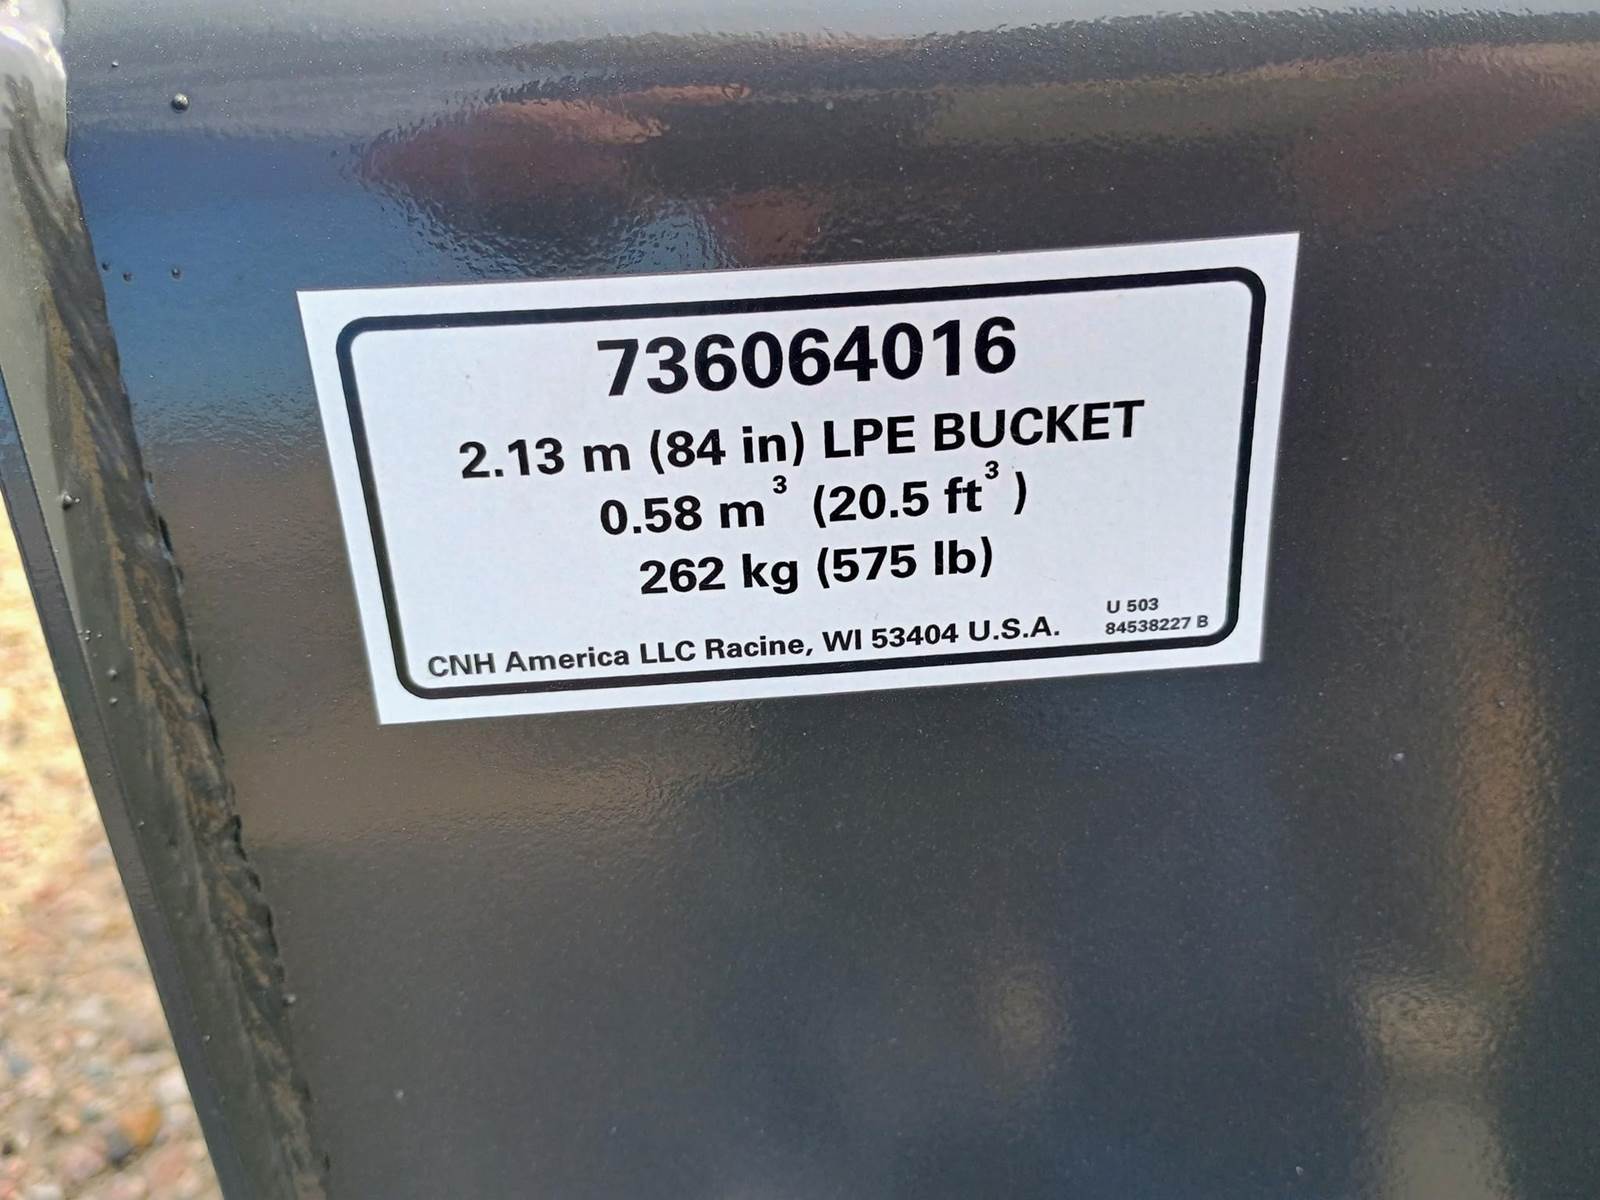 736064016
2.13 m (84 in) LPE BUCKET
0.58 m³ (20.5 ft³ )
262 kg (575 lb)
U 503
84538227 B
CNH America LLC Racine, WI 53404 U.S.A.